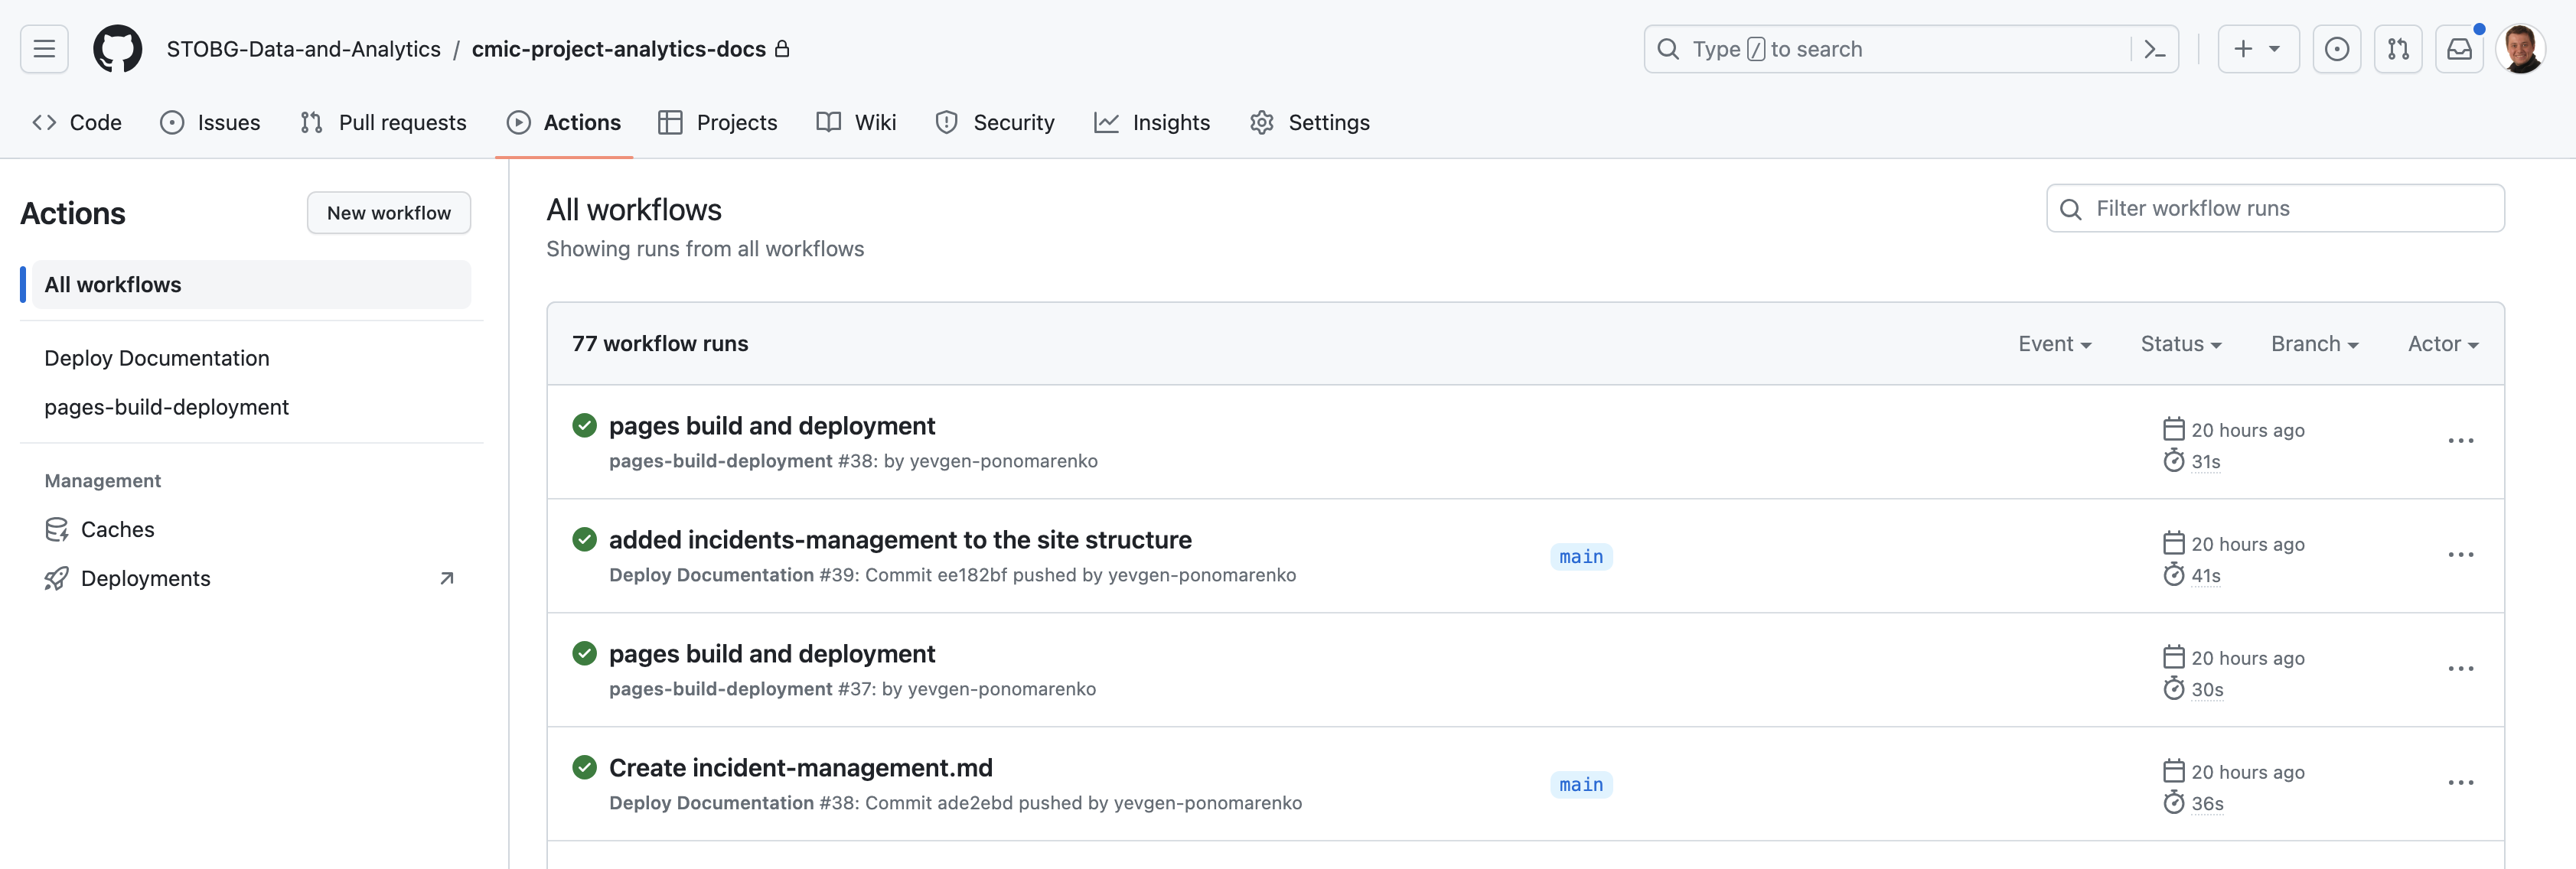 STOBG-Data-and-Analytics / cmic-project-analytics-docs
Type / to search
Code Issues Pull requests Actions Projects Wiki Security Insights Settings
Actions
New workflow
All workflows
Deploy Documentation
pages-build-deployment
Management
Caches
Deployments
All workflows
Showing runs from all workflows
Filter workflow runs
77 workflow runs
Event Status Branch Actor
pages build and deployment
pages-build-deployment #38: by yevgen-ponomarenko
20 hours ago
31s
added incidents-management to the site structure
Deploy Documentation #39: Commit ee182bf pushed by yevgen-ponomarenko
main
20 hours ago
41s
pages build and deployment
pages-build-deployment #37: by yevgen-ponomarenko
20 hours ago
30s
Create incident-management.md
Deploy Documentation #38: Commit ade2ebd pushed by yevgen-ponomarenko
main
20 hours ago
36s